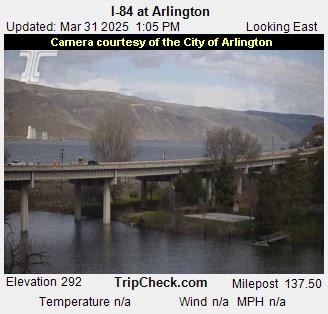 I-84 at Arlington
Updated: Mar 31 2025 1:05 PM Looking East
Camera courtesy of the City of Arlington
Elevation 292 TripCheck.com Milepost 137.50
Temperature n/a Wind n/a MPH n/a